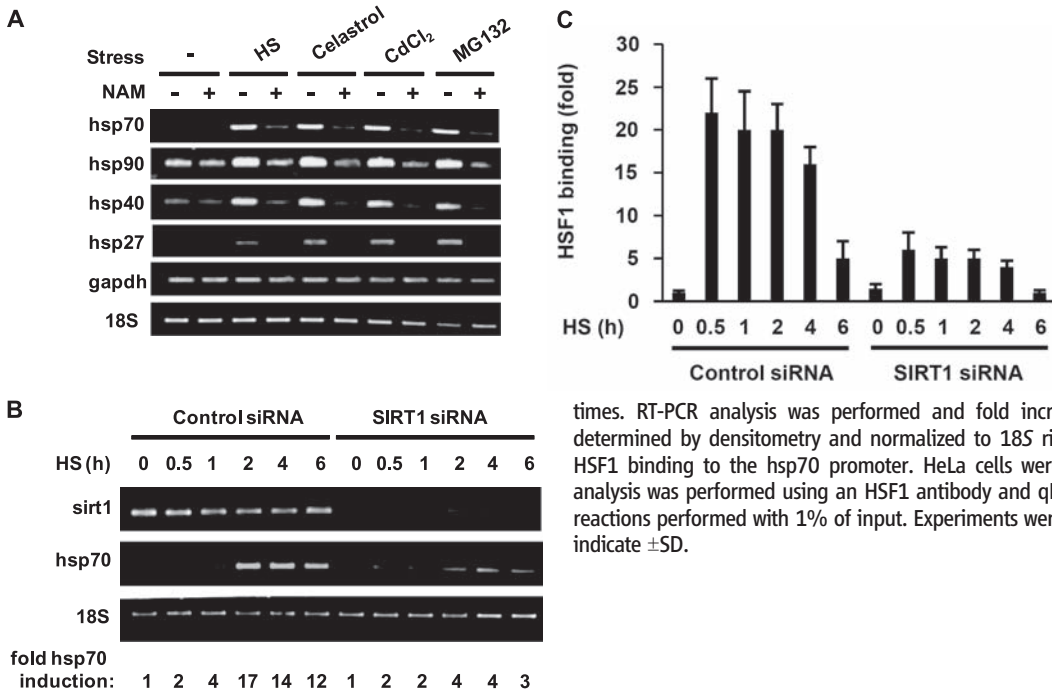 A
Stress - HS Celastrol CdCl₂ MG132
NAM - + - + - + - + - +
hsp70
hsp90
hsp40
hsp27
gapdh
18S
B
Control siRNA SIRT1 siRNA
HS (h) 0 0.5 1 2 4 6 0 0.5 1 2 4 6
sirt1
hsp70
18S
fold hsp70
induction: 1 2 4 17 14 12 1 2 2 4 4 3
C
HSF1 binding (fold)
30
25
20
15
10
5
0
HS (h) 0 0.5 1 2 4 6 0 0.5 1 2 4 6
Control siRNA SIRT1 siRNA
times. RT-PCR analysis was performed and fold incr
determined by densitometry and normalized to 18S ri
HSF1 binding to the hsp70 promoter. HeLa cells wer
analysis was performed using an HSF1 antibody and
reactions performed with 1% of input. Experiments wer
indicate ±SD.